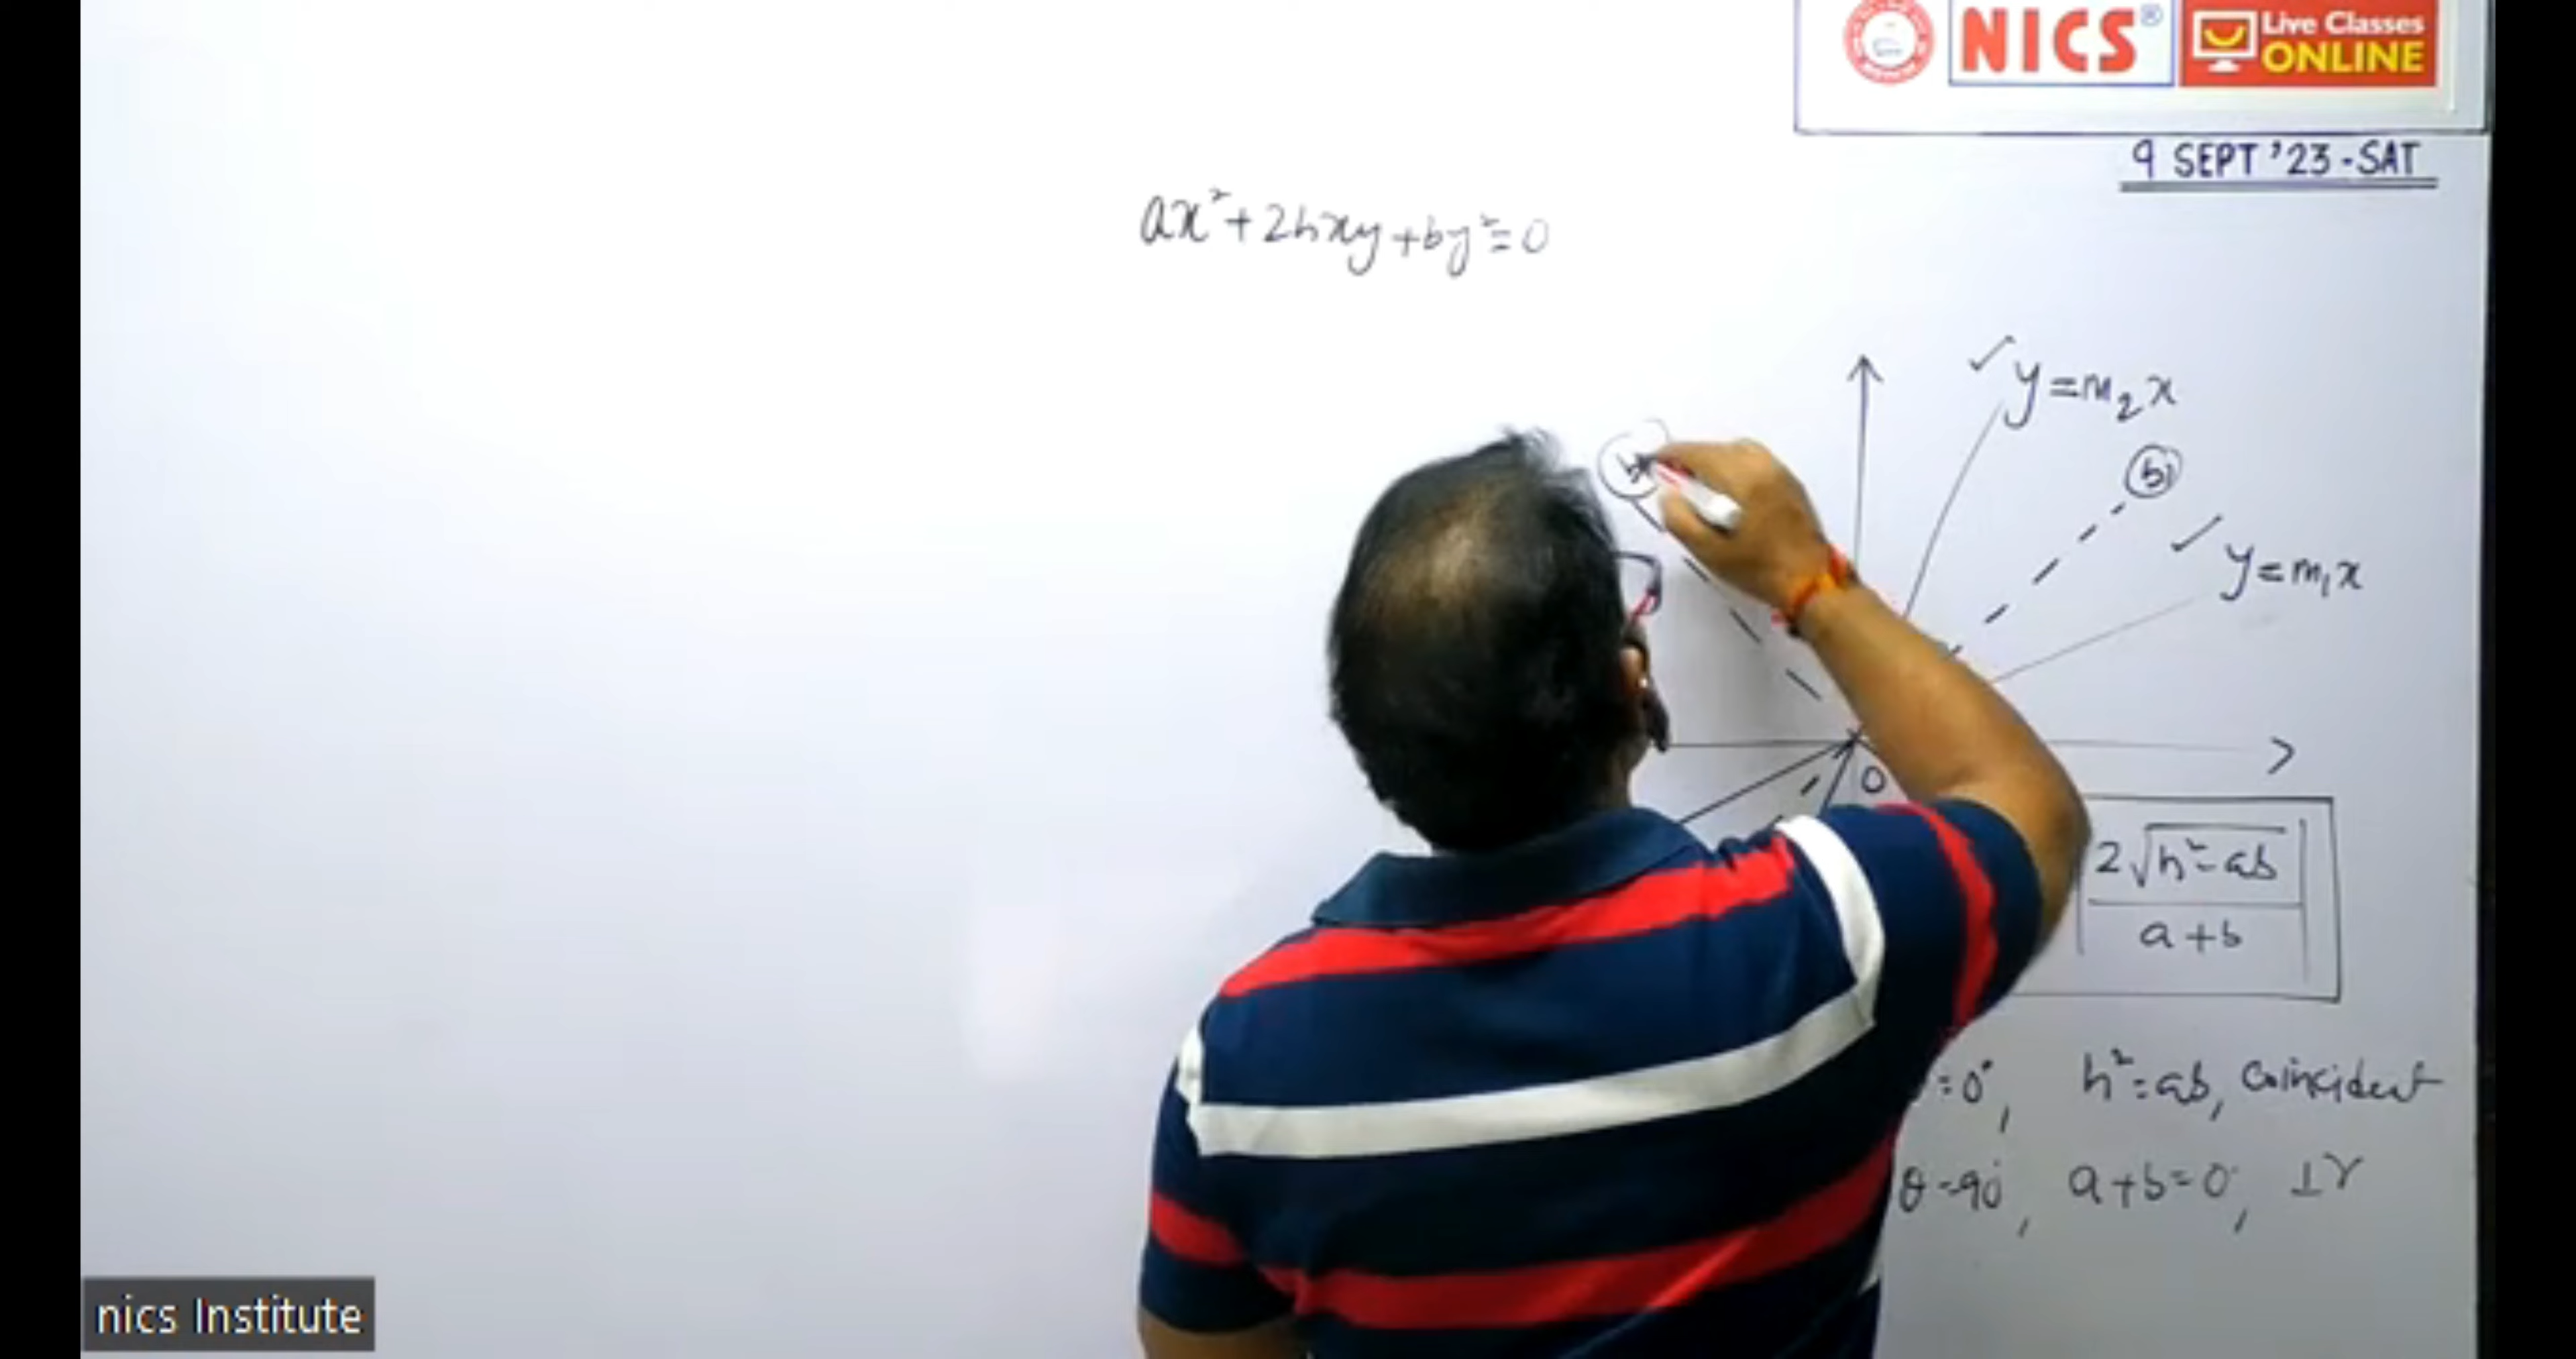 NICS®
Live Classes
ONLINE
9 SEPT '23 - SAT
ax² + 2hxy + by² = 0
y = m₂x
b₁
y = m₁x
O
2√h²-ab
a+b
=0°, h²=ab, Coincident
θ=90°, a+b=0, ⊥r
nics Institute